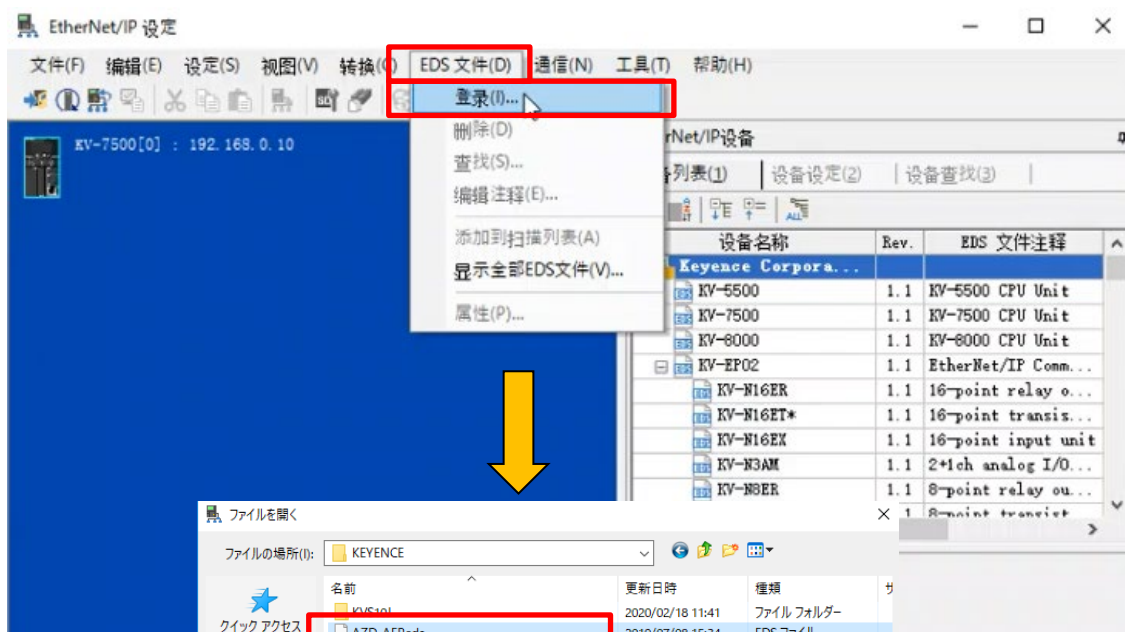 EtherNet/IP 设定
文件(F) 编辑(E) 设定(S) 视图(V) 转换(C) EDS 文件(D) 通信(N) 工具(T) 帮助(H)
登录(I)...
删除(D)
查找(S)...
编辑注释(E)...
添加到扫描列表(A)
显示全部EDS文件(V)...
属性(P)...
KV-7500[0] : 192.168.0.10
rNet/IP设备
列表(1) 设备设定(2) 设备查找(3)
设备名称 Rev. EDS 文件注释
Keyence Corpora...
KV-5500 1.1 KV-5500 CPU Unit
KV-7500 1.1 KV-7500 CPU Unit
KV-8000 1.1 KV-8000 CPU Unit
KV-EP02 1.1 EtherNet/IP Comm...
KV-N16ER 1.1 16-point relay o...
KV-N16ET* 1.1 16-point transis...
KV-N16EX 1.1 16-point input unit
KV-N3AM 1.1 2+1ch analog I/O...
KV-N8ER 1.1 8-point relay ou...
8-point transist
ファイルを開く
ファイルの場所(I): KEYENCE
名前 更新日時 種類 サ
2020/02/18 11:41 ファイル フォルダー
クイック アクセス